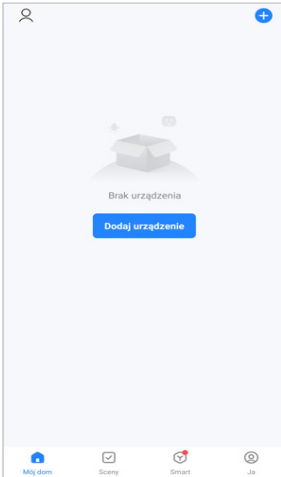 Brak urządzenia
Dodaj urządzenie
Mój dom
Sceny
Smart
Ja